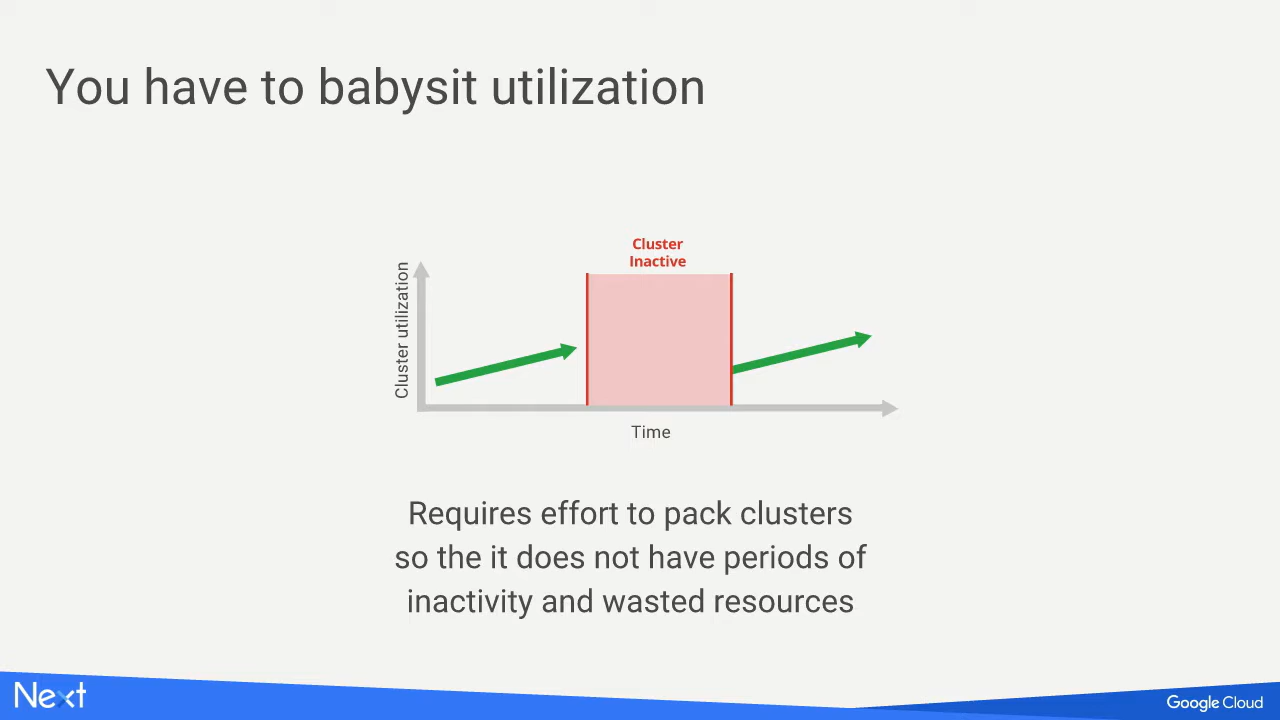 You have to babysit utilization
Cluster
Inactive
Cluster utilization
Time
Requires effort to pack clusters
so the it does not have periods of
inactivity and wasted resources
Next
Google Cloud